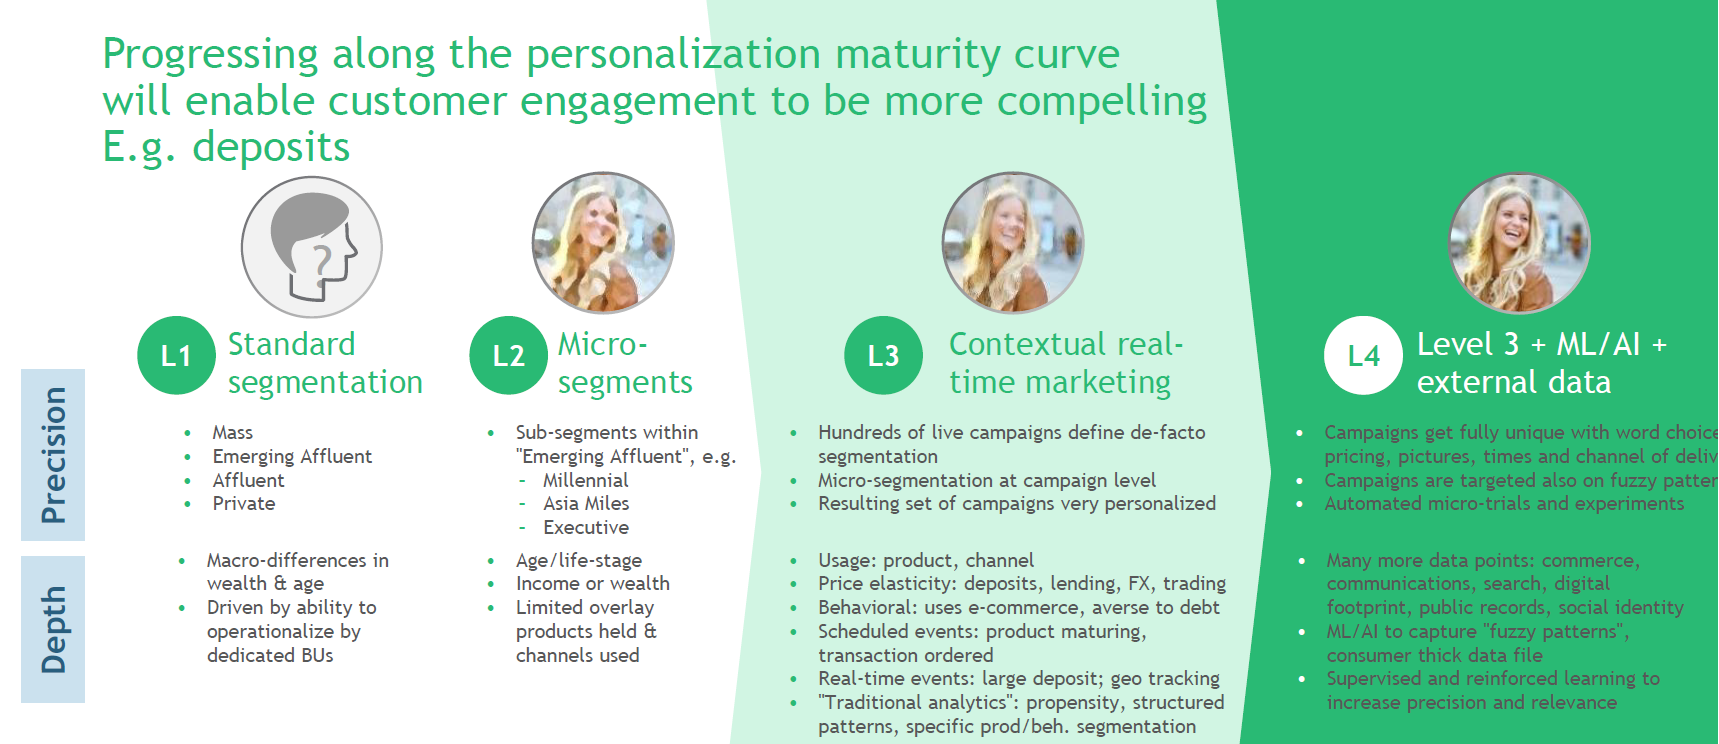 Progressing along the personalization maturity curve
will enable customer engagement to be more compelling
E.g. deposits
?
L1
Standard
segmentation
L2
Micro-
segments
L3
Contextual real-
time marketing
L4
Level 3 + ML/AI +
external data
Precision
• Mass
• Emerging Affluent
• Affluent
• Private
• Sub-segments within
"Emerging Affluent", e.g.
- Millennial
- Asia Miles
- Executive
• Hundreds of live campaigns define de-facto
segmentation
• Micro-segmentation at campaign level
• Resulting set of campaigns very personalized
• Campaigns get fully unique with word choice
pricing, pictures, times and channel of
• Campaigns are targeted also on fuzzy
• Automated micro-trials and experiments
Depth
• Macro-differences in
wealth & age
• Driven by ability to
operationalize by
dedicated BUs
• Age/life-stage
• Income or wealth
• Limited overlay
products held &
channels used
• Usage: product, channel
• Price elasticity: deposits, lending, FX, trading
• Behavioral: uses e-commerce, averse to debt
• Scheduled events: product maturing,
transaction ordered
• Real-time events: large deposit; geo tracking
• "Traditional analytics": propensity, structured
patterns, specific prod/beh. segmentation
• Many more data points: commerce,
communications, search, digital
footprint, public records, social identity
• ML/AI to capture "fuzzy patterns",
consumer thick data file
• Supervised and reinforced learning to
increase precision and relevance